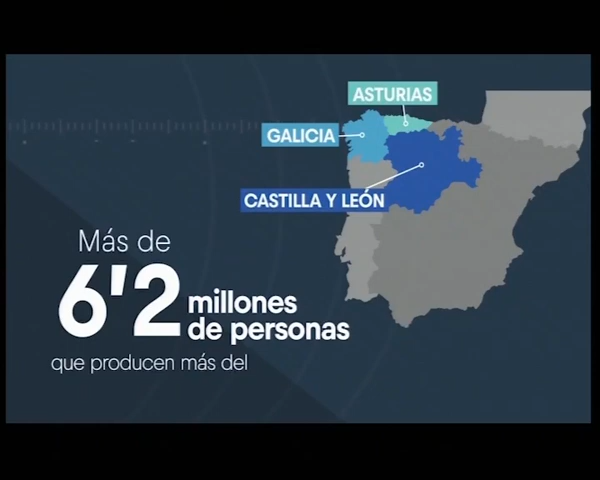 ASTURIAS
GALICIA
CASTILLA Y LEÓN
Más de
6'2 millones
de personas
que producen más del